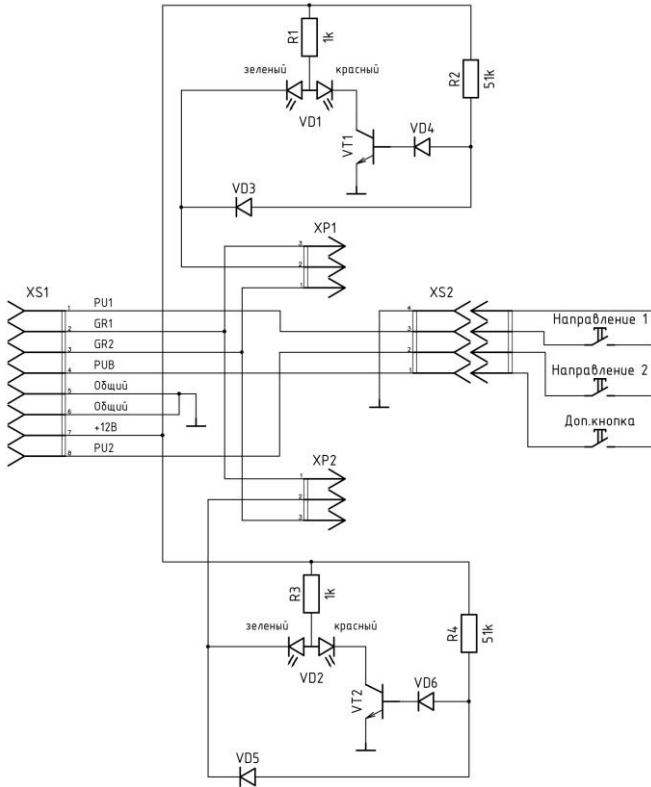 R1
1k
зеленый
красный
R2
51k
VD1
VT1
VD4
VD3
XP1
3
2
1
XS1
XS2
1
PU1
2
GR1
3
GR2
4
PUB
5
Общий
6
Общий
7
+12В
8
PU2
4
3
2
1
Направление 1
Направление 2
Доп.кнопка
XP2
1
2
3
R3
1k
зеленый
красный
R4
51k
VD2
VT2
VD6
VD5